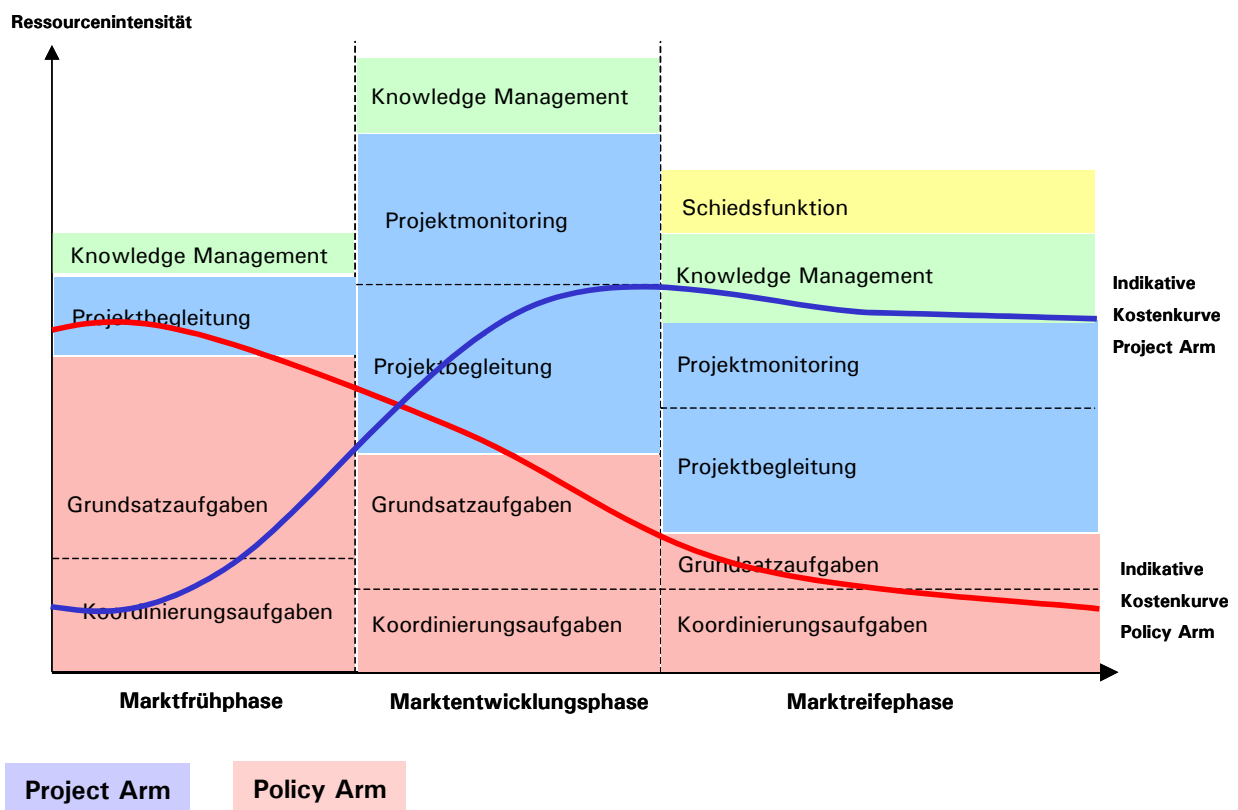 Ressourcenintensität
Knowledge Management
Projektbegleitung
Grundsatzaufgaben
Koordinierungsaufgaben
Knowledge Management
Projektmonitoring
Projektbegleitung
Grundsatzaufgaben
Koordinierungsaufgaben
Schiedsfunktion
Knowledge Management
Projektmonitoring
Projektbegleitung
Grundsatzaufgaben
Koordinierungsaufgaben
Indikative
Kostenkurve
Project Arm
Indikative
Kostenkurve
Policy Arm
Marktfrühphase
Marktentwicklungsphase
Marktreifephase
Project Arm
Policy Arm